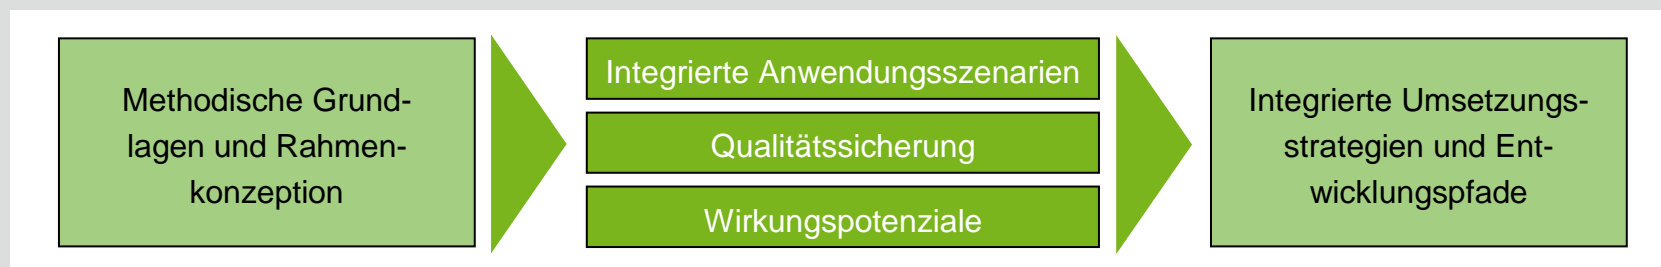 Methodische Grund-
lagen und Rahmen-
konzeption
Integrierte Anwendungsszenarien
Qualitätssicherung
Wirkungspotenziale
Integrierte Umsetzungs-
strategien und Ent-
wicklungspfade